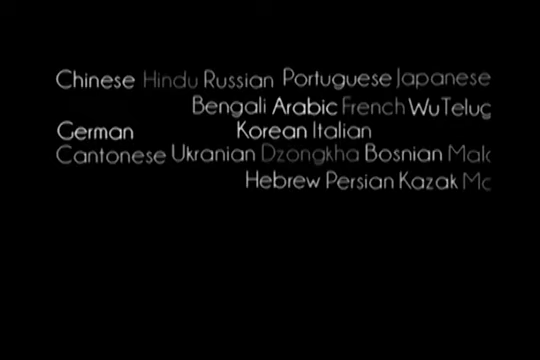 Chinese Hindu Russian Portuguese Japanese
Bengali Arabic French Wu
German Korean Italian
Cantonese Ukranian Dzongkha Bosnian
Hebrew Persian Kazak